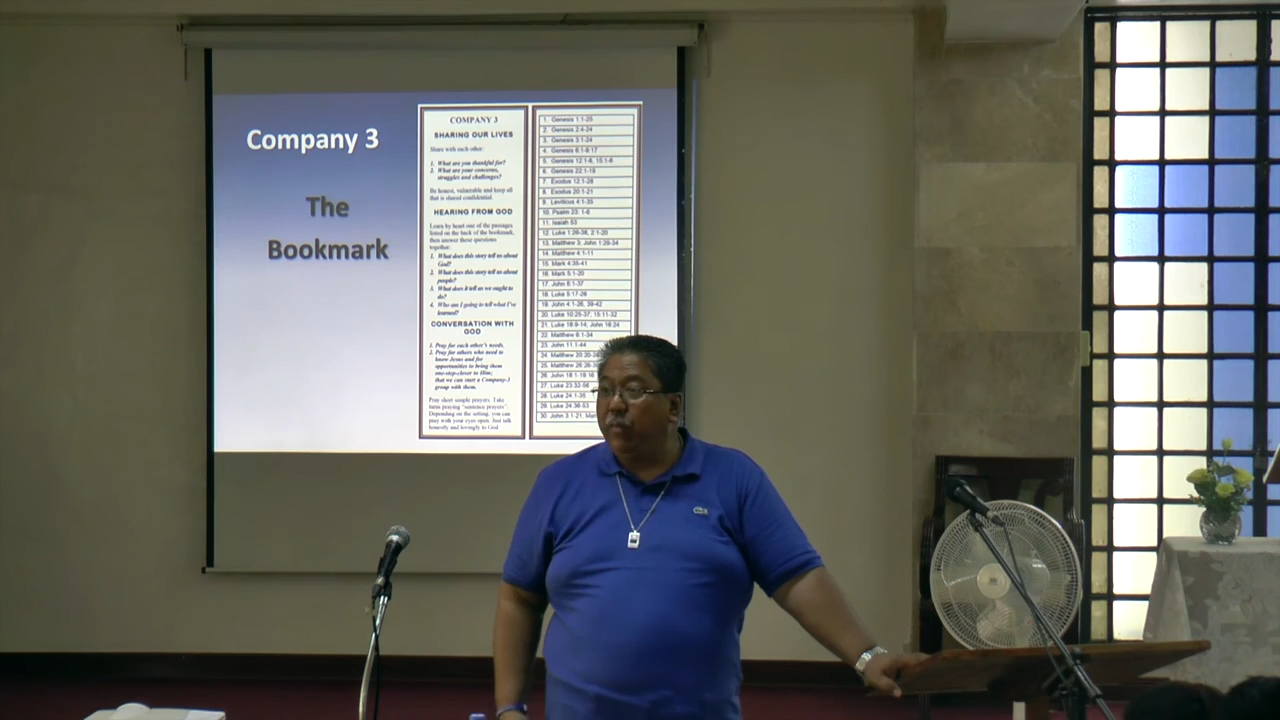 Company 3
The
Bookmark
COMPANY 3
SHARING OUR LIVES
Share with each other:
1. What are you thankful for?
2. What are your concerns,
struggles and challenges?
Be honest, vulnerable and keep all
that is shared confidential.
HEARING FROM GOD
Learn by heart one of the passages
listed on the back of the bookmark,
then answer these questions
together:
1. What does this story tell us about
God?
2. What does this story tell us about
people?
3. What does it tell us we ought to
do?
4. Who am I going to tell what I've
learned?
CONVERSATION WITH
GOD
1. Pray for each other's needs.
2. Pray for others who need to
know Jesus and for
opportunities to bring them
one-step-closer to Him;
that we can start a Company-3
group with them.
Pray short simple prayers. Take
turns praying "sentence prayers".
Depending on the setting, you can
pray with your eyes open. Just talk
honestly and lovingly to God
1. Genesis 1:1-25
2. Genesis 2:4-24
3. Genesis 3:1-24
4. Genesis 6:1-9:17
5. Genesis 12:1-8, 15:1-6
6. Genesis 22:1-19
7. Exodus 12:1-28
8. Exodus 20:1-21
9. Leviticus 4:1-35
10. Psalm 23: 1-6
11. Isaiah 53
12. Luke 1:26-38, 2:1-20
13. Matthew 3; John 1:29-34
14. Matthew 4:1-11
15. Mark 4:35-41
16. Mark 5:1-20
17. John 6:1-37
18. Luke 5:17-26
19. John 4:1-26, 39-42
20. Luke 10:25-37, 15:11-32
21. Luke 18:9-14; John 16:24
22. Matthew 6:1-34
23. John 11:1-44
24. Matthew 20:20-2
25. Matthew 26:26-3
26. John 18:1-19:16
27. Luke 23:32-56
28. Luke 24:1-35
29. Luke 24:36-53
30. John 3:1-21,